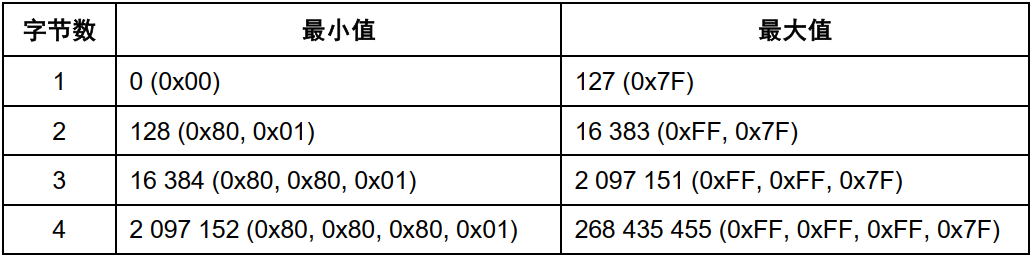 字节数 最小值 最大值
1 0 (0x00) 127 (0x7F)
2 128 (0x80, 0x01) 16 383 (0xFF, 0x7F)
3 16 384 (0x80, 0x80, 0x01) 2 097 151 (0xFF, 0xFF, 0x7F)
4 2 097 152 (0x80, 0x80, 0x80, 0x01) 268 435 455 (0xFF, 0xFF, 0xFF, 0x7F)